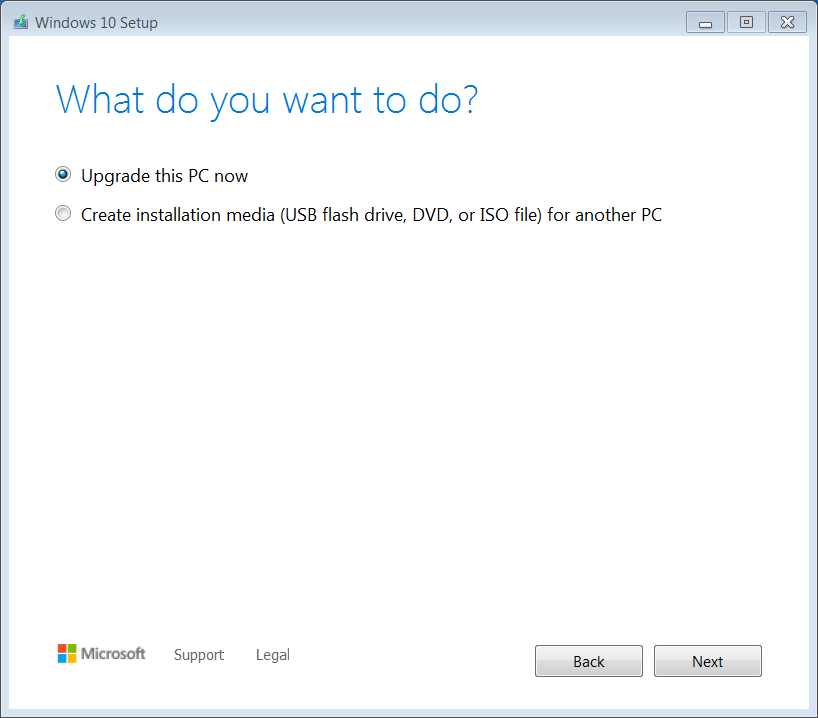 Windows 10 Setup
What do you want to do?
Upgrade this PC now
Create installation media (USB flash drive, DVD, or ISO file) for another PC
Microsoft Support Legal Back Next